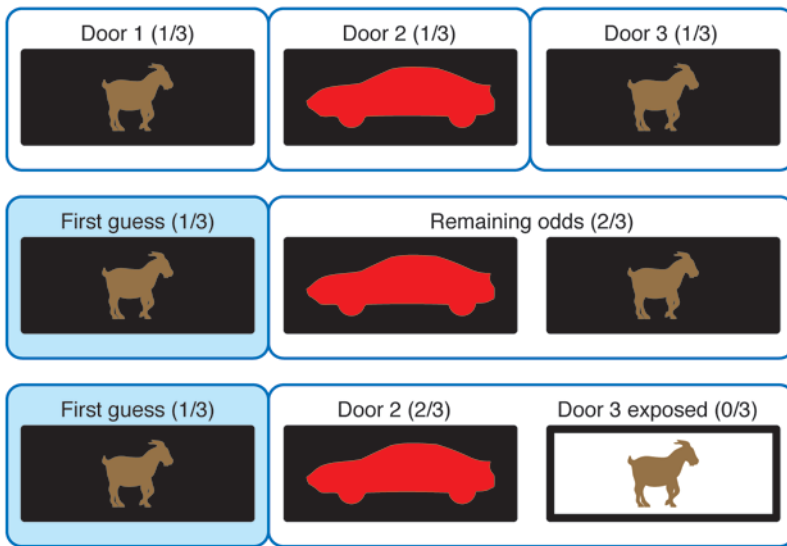 Door 1 (1/3)
Door 2 (1/3)
Door 3 (1/3)
First guess (1/3)
Remaining odds (2/3)
First guess (1/3)
Door 2 (2/3)
Door 3 exposed (0/3)